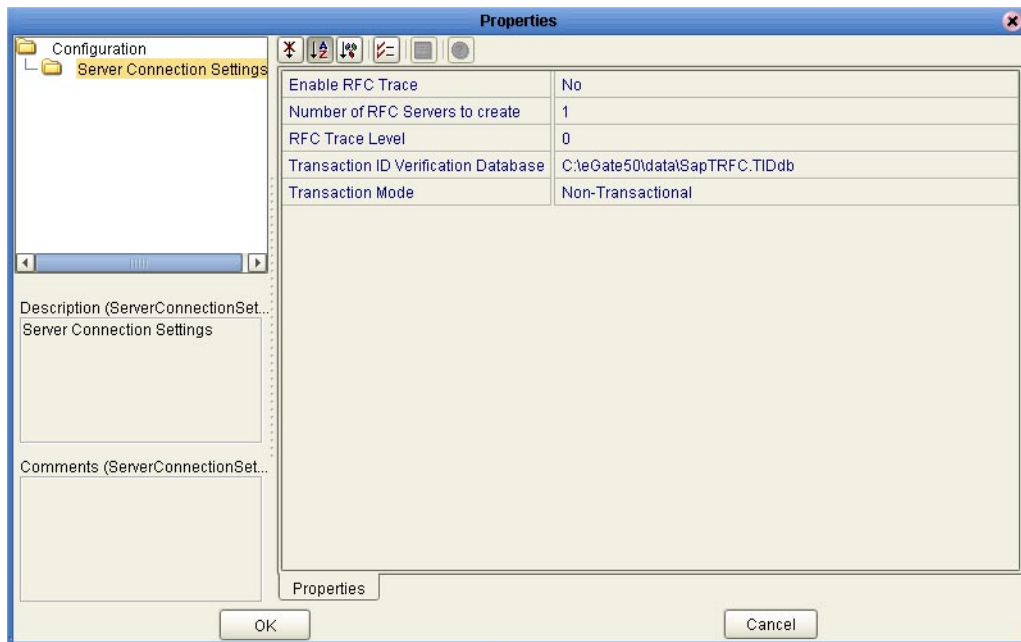 Properties
Configuration
Server Connection Settings
Enable RFC Trace No
Number of RFC Servers to create 1
RFC Trace Level 0
Transaction ID Verification Database C:\eGate50\data\SapTRFC.TIDdb
Transaction Mode Non-Transactional
Description (ServerConnectionSet...
Server Connection Settings
Comments (ServerConnectionSet...
Properties
OK Cancel